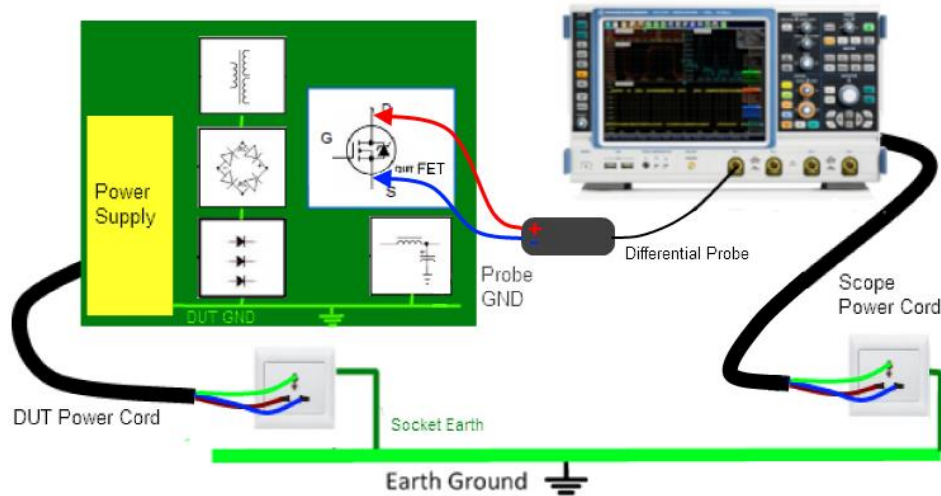 D
G
FET
S
Power
Supply
+
-
Differential Probe
Probe
GND
Scope
Power Cord
DUT GND
DUT Power Cord
Socket Earth
Earth Ground